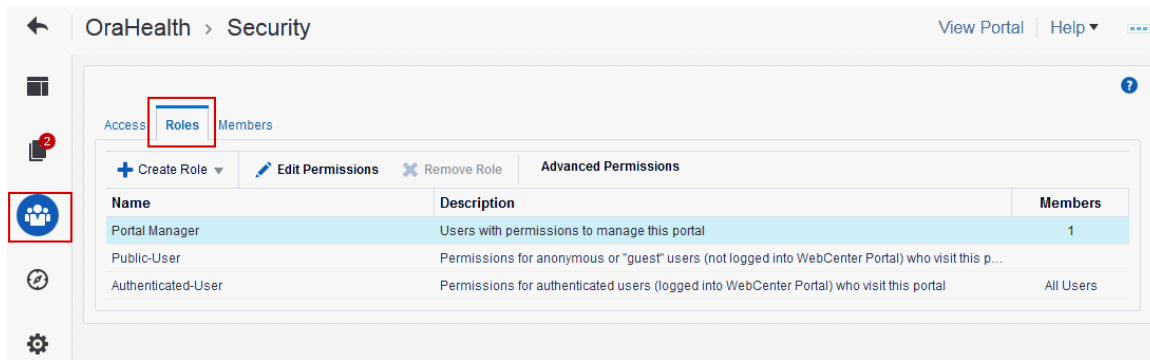 OraHealth > Security View Portal Help
Access Roles Members
2
Create Role Edit Permissions Remove Role Advanced Permissions
Name Description Members
Portal Manager Users with permissions to manage this portal 1
Public-User Permissions for anonymous or "guest" users (not logged into WebCenter Portal) who visit this p...
Authenticated-User Permissions for authenticated users (logged into WebCenter Portal) who visit this portal All Users